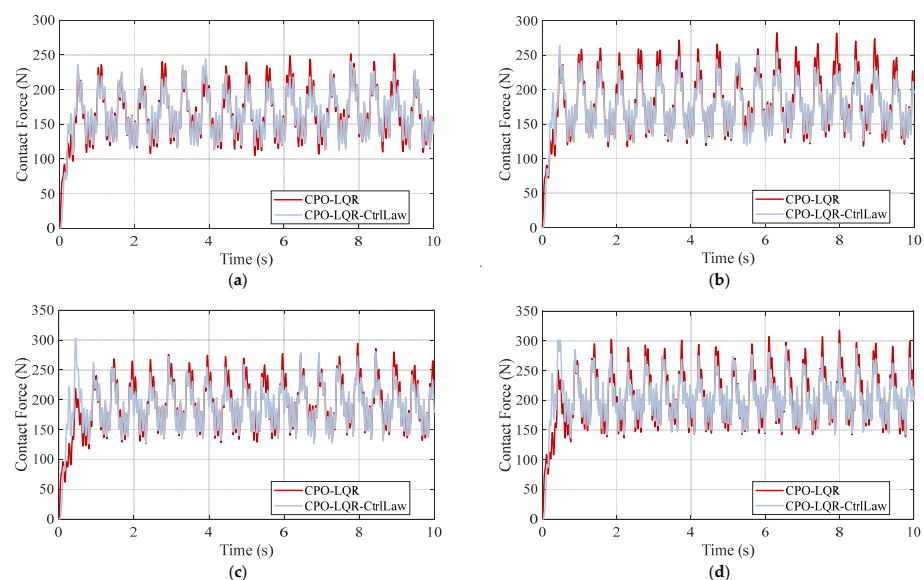 300
250
200
150
100
50
0
Contact Force (N)
CPO-LQR
CPO-LQR-CtrlLaw
0 2 4 6 8 10
Time (s)
(a)
300
250
200
150
100
50
0
Contact Force (N)
CPO-LQR
CPO-LQR-CtrlLaw
0 2 4 6 8 10
Time (s)
(b)
350
300
250
200
150
100
50
0
Contact Force (N)
CPO-LQR
CPO-LQR-CtrlLaw
0 2 4 6 8 10
Time (s)
(c)
350
300
250
200
150
100
50
0
Contact Force (N)
CPO-LQR
CPO-LQR-CtrlLaw
0 2 4 6 8 10
Time (s)
(d)